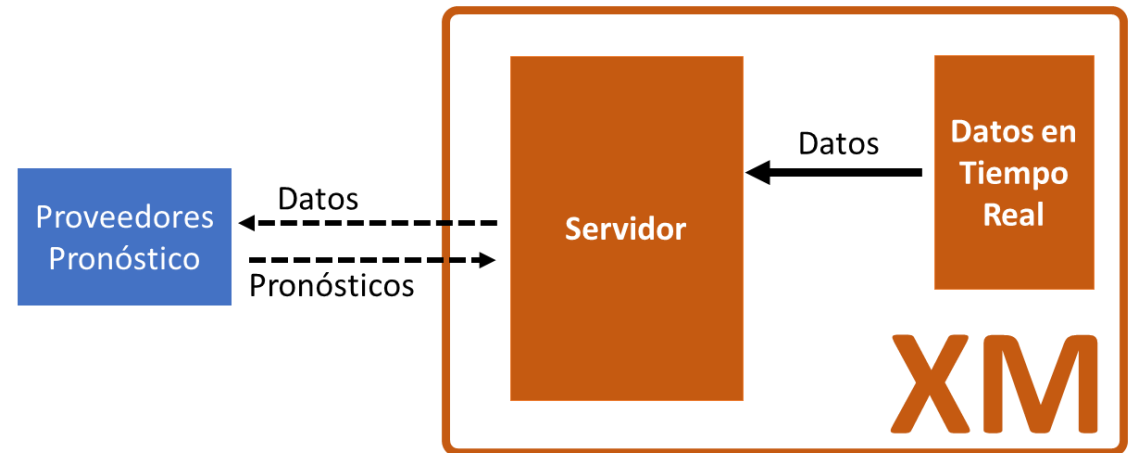 Proveedores
Pronóstico
Datos
Pronósticos
Servidor
Datos
Datos en
Tiempo
Real
XM